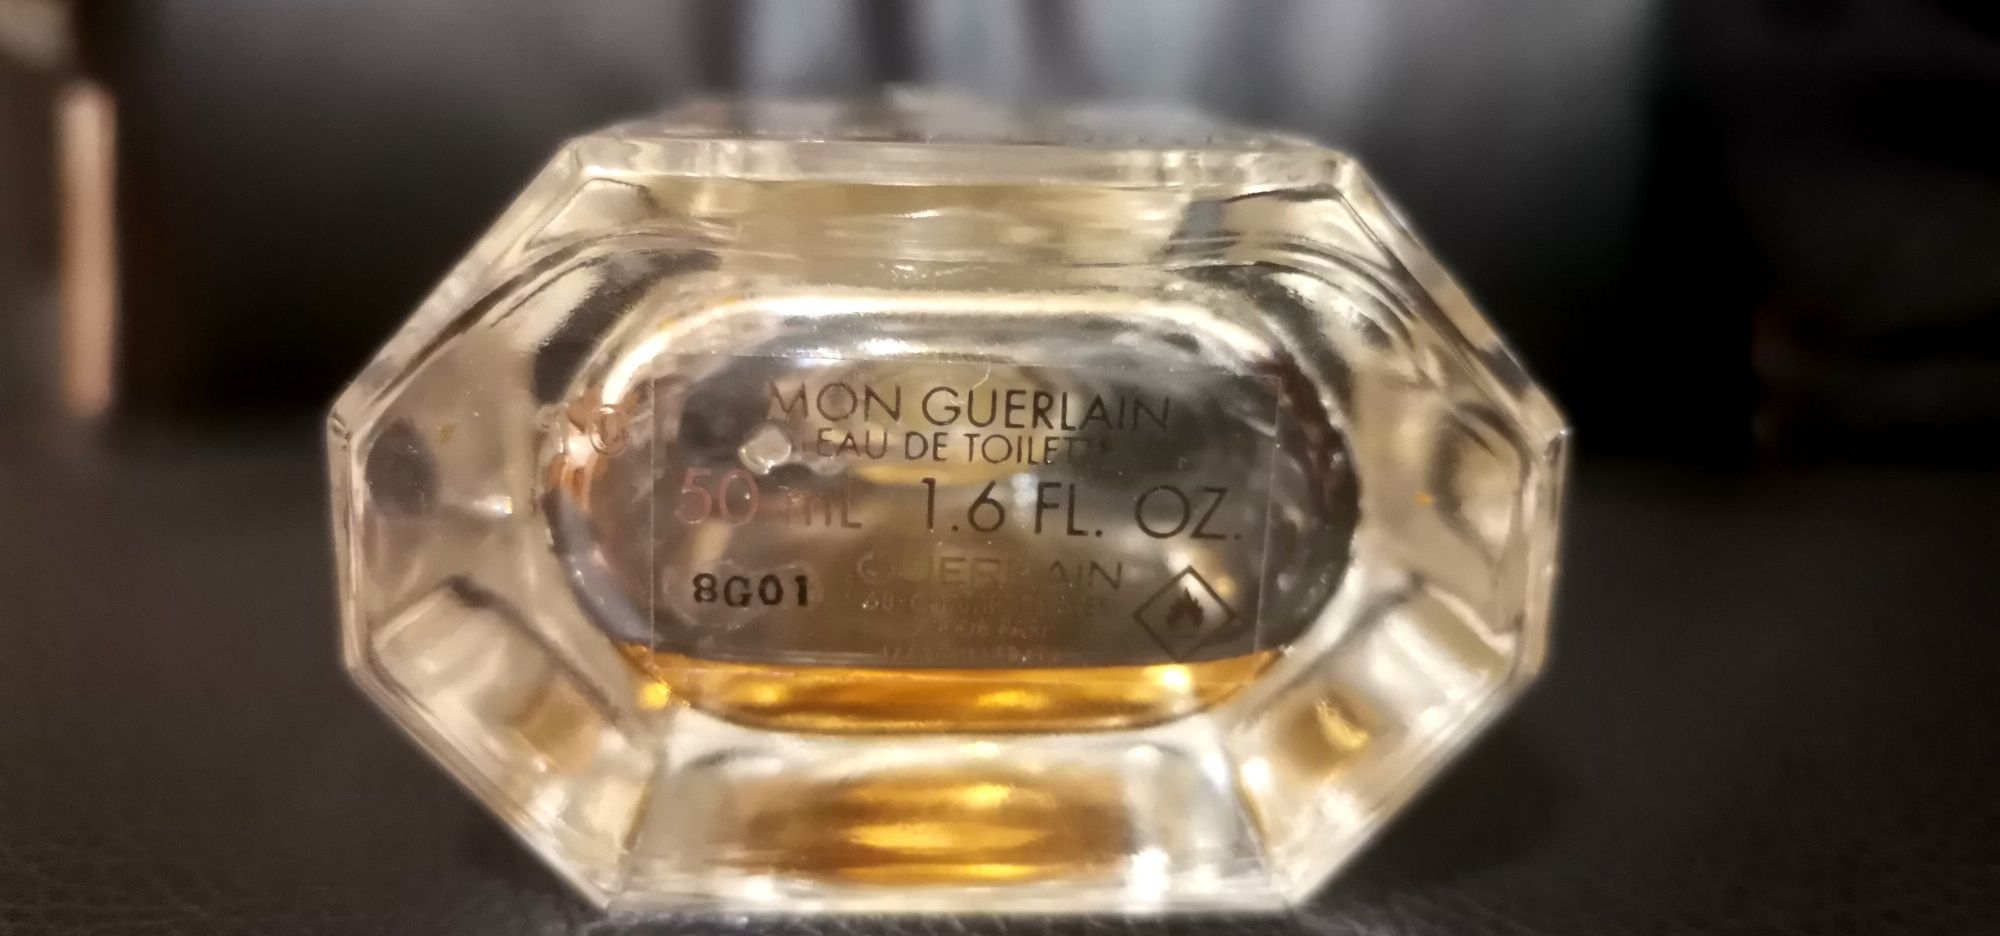 MON GUERLAIN
EAU DE TOILETTE
50 mL 1.6 FL. OZ.
GUERLAIN
8G01